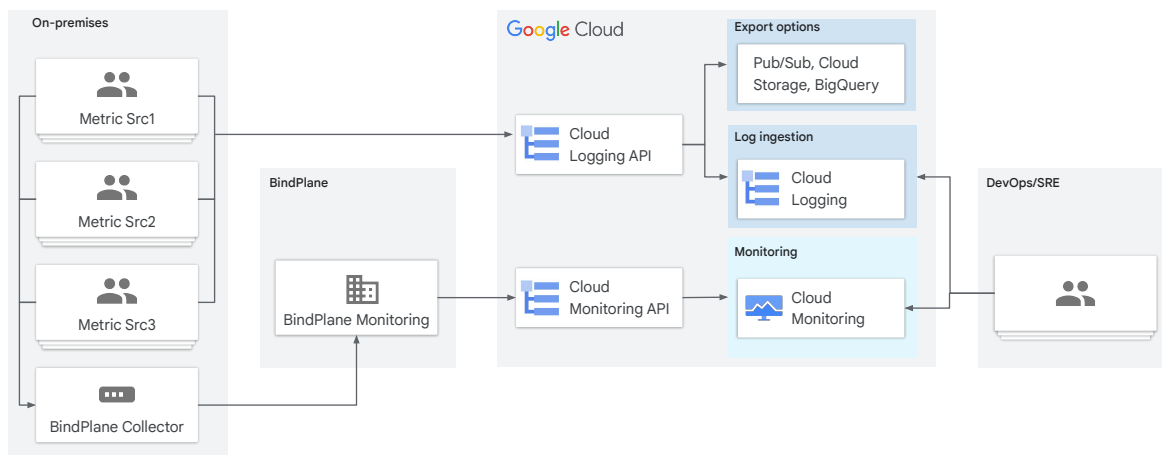 On-premises
Metric Src1
Metric Src2
Metric Src3
BindPlane Collector
BindPlane
BindPlane Monitoring
Google Cloud
Cloud
Logging API
Cloud
Monitoring API
Export options
Pub/Sub, Cloud
Storage, BigQuery
Log ingestion
Cloud
Logging
Monitoring
Cloud
Monitoring
DevOps/SRE